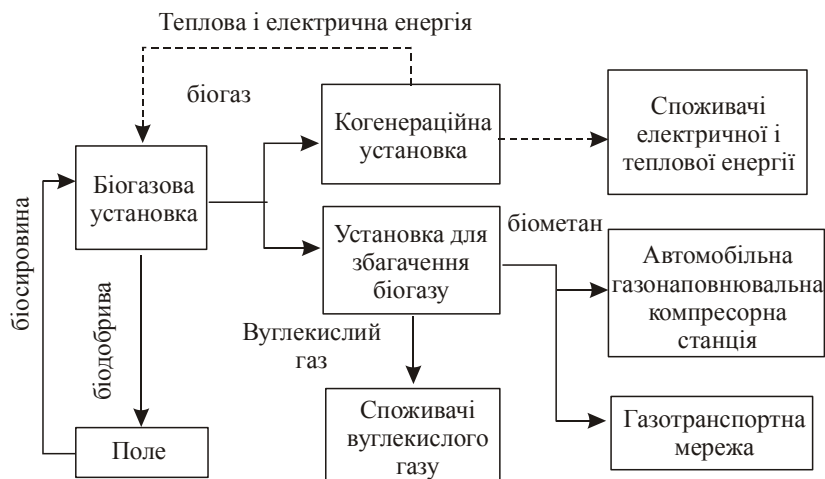 Теплова і електрична енергія
біогаз
Когенераційна
установка
Споживачі
електричної і
теплової енергії
Біогазова
установка
Установка для
збагачення
біогазу
біометан
Автомобільна
газонаповнювальна
компресорна
станція
біосировина
біодобрива
Вуглекислий
газ
Споживачі
вуглекислого
газу
Газотранспортна
мережа
Поле